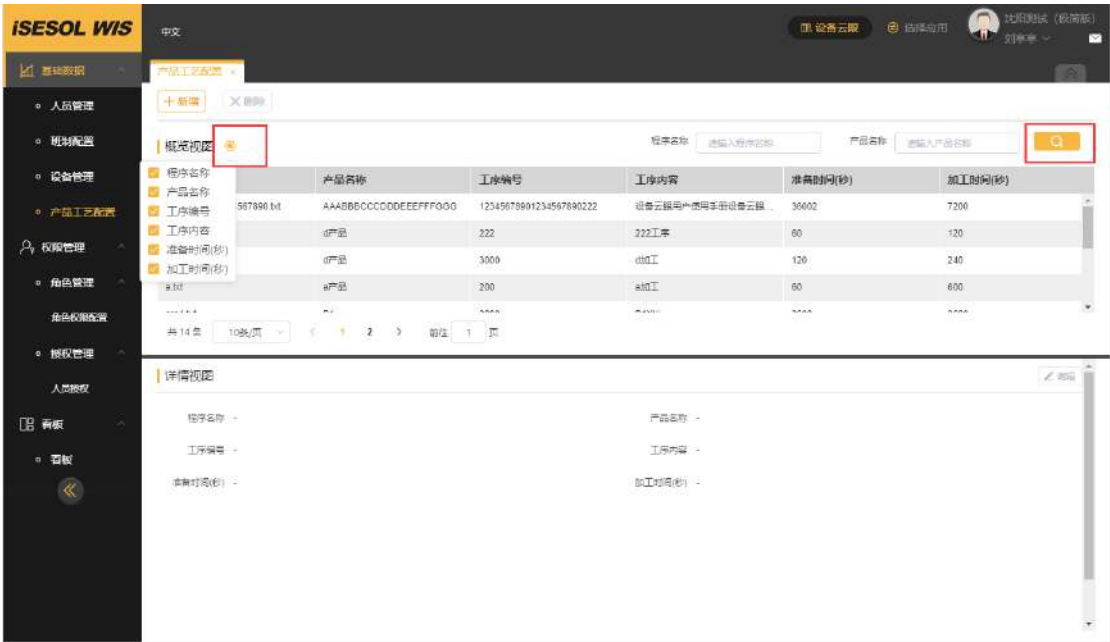 iSESOL WIS
中文
设备云眼
选择应用
沈阳测试（极简版）
刘亭亭
基础数据
产品工艺配置 ×
人员管理
新增
删除
班制配置
概览视图
程序名称
请输入程序名称
产品名称
请输入产品名称
设备管理
程序名称
产品名称
工序编号
工序内容
准备时间(秒)
加工时间(秒)
产品名称
工序编号
工序内容
准备时间(秒)
加工时间(秒)
产品工艺配置
567890.txt
AAABBBCCCDDDEEEFFFGGG
12345678901234567890222
设备云眼用户使用手册设备云眼...
36002
7200
d产品
222
222工序
60
120
权限管理
d产品
3000
dt加工
120
240
角色管理
a.txt
a产品
200
at加工
60
600
角色权限配置
共 14 条
10条/页
1
2
前往
1
页
授权管理
详情视图
编辑
人员授权
程序名称 -
产品名称 -
看板
工序编号 -
工序内容 -
看板
准备时间(秒) -
加工时间(秒) -